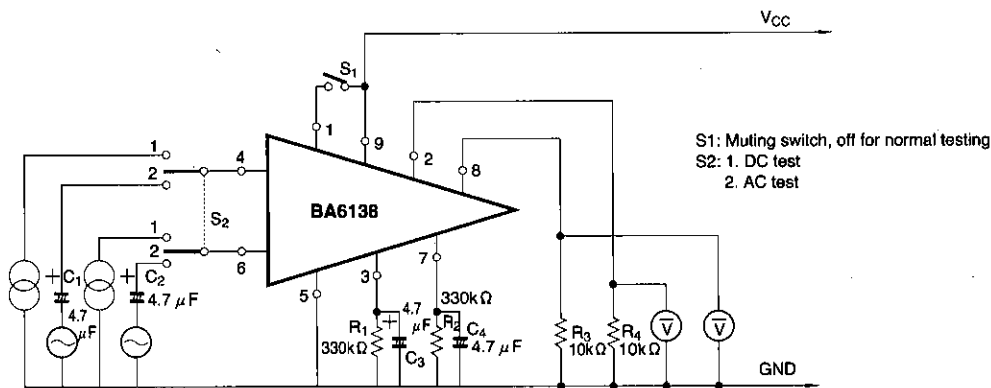 VCC
S1
1
9
2
8
S1: Muting switch, off for normal testing
S2: 1. DC test
2. AC test
1
2
4
BA6138
S2
1
2
6
3
7
5
+ C1
4.7 μF
+ C2
4.7 μF
R1
330kΩ
+
4.7 μF
C3
330kΩ
R2
C4
4.7 μF
R3
10kΩ
R4
10kΩ
V
V
GND